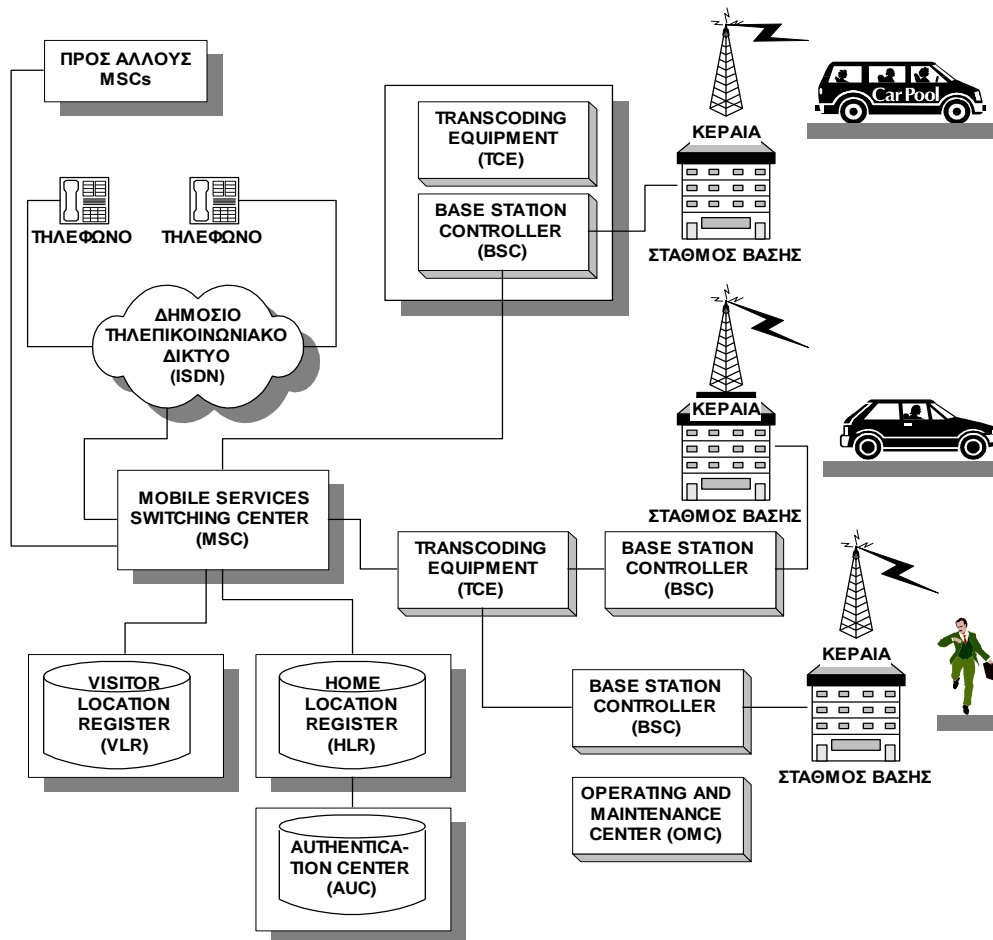 ΠΡΟΣ ΑΛΛΟΥΣ
MSCs
ΤΗΛΕΦΩΝΟ
ΤΗΛΕΦΩΝΟ
ΔΗΜΟΣΙΟ
ΤΗΛΕΠΙΚΟΙΝΩΝΙΑΚΟ
ΔΙΚΤΥΟ
(ISDN)
TRANSCODING
EQUIPMENT
(TCE)
BASE STATION
CONTROLLER
(BSC)
ΚΕΡΑΙΑ
ΣΤΑΘΜΟΣ ΒΑΣΗΣ
Car Pool
ΚΕΡΑΙΑ
ΣΤΑΘΜΟΣ ΒΑΣΗΣ
MOBILE SERVICES
SWITCHING CENTER
(MSC)
TRANSCODING
EQUIPMENT
(TCE)
BASE STATION
CONTROLLER
(BSC)
ΚΕΡΑΙΑ
ΣΤΑΘΜΟΣ ΒΑΣΗΣ
VISITOR
LOCATION
REGISTER
(VLR)
HOME
LOCATION
REGISTER
(HLR)
BASE STATION
CONTROLLER
(BSC)
AUTHENTICA-
TION CENTER
(AUC)
OPERATING AND
MAINTENANCE
CENTER (OMC)